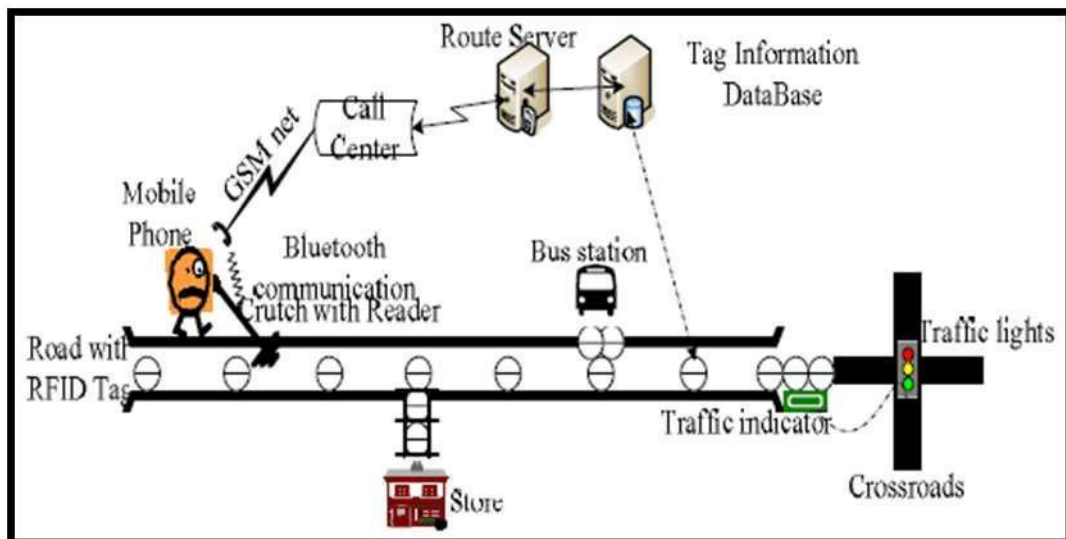 Route Server
Tag Information
DataBase
Call
Center
GSM net
Mobile
Phone
Bluetooth
communication
Crutch with Reader
Bus station
Road with
RFID Tag
Traffic lights
Traffic indicator
Store
Crossroads